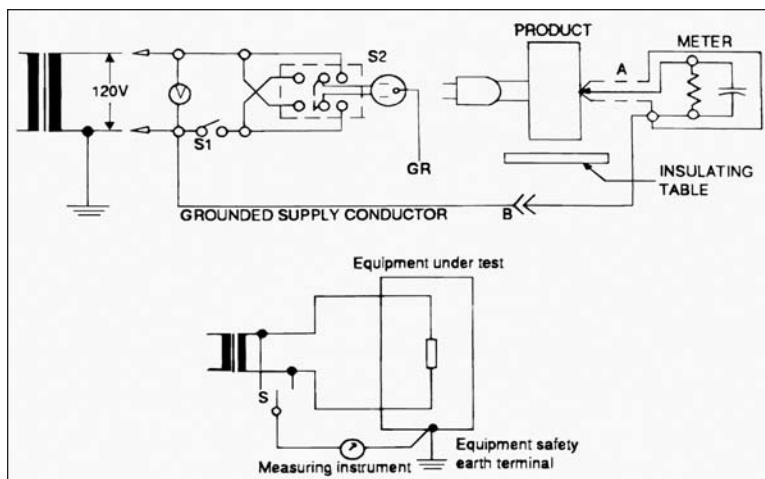 PRODUCT
METER
S2
A
120V
V
S1
GR
INSULATING
TABLE
GROUNDED SUPPLY CONDUCTOR
B
Equipment under test
S
Measuring instrument
Equipment safety
earth terminal